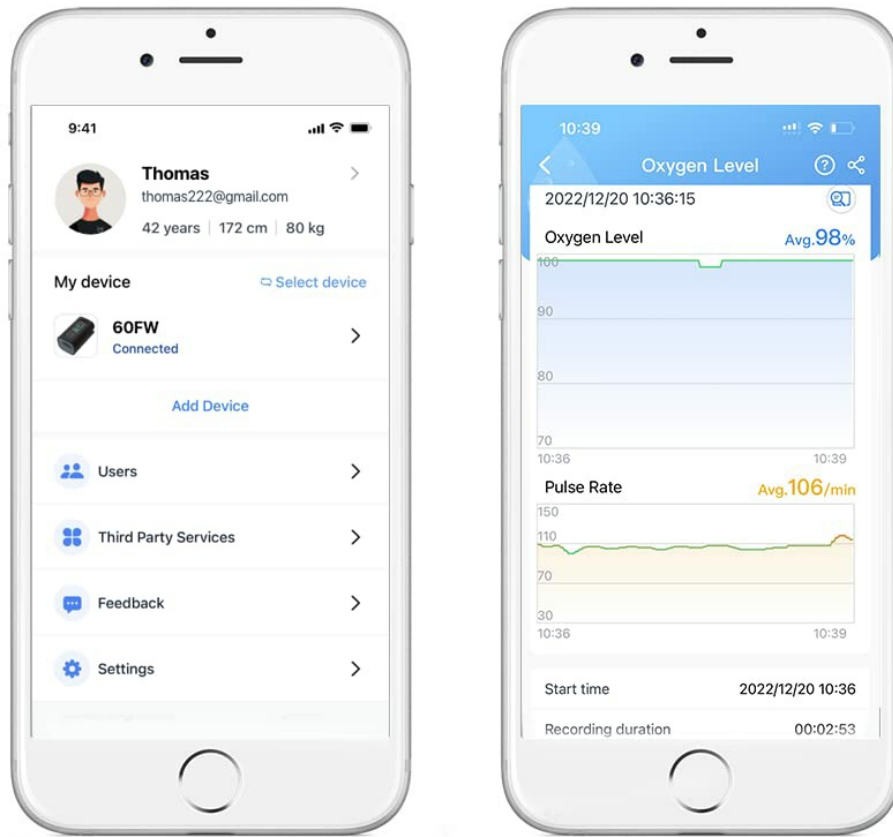 9:41
Thomas
thomas222@gmail.com
42 years | 172 cm | 80 kg
My device
Select device
60FW
Connected
Add Device
Users
Third Party Services
Feedback
Settings
10:39
Oxygen Level
?
2022/12/20 10:36:15
Oxygen Level Avg.98%
100
90
80
70
10:36 10:39
Pulse Rate Avg.106/min
150
110
70
30
10:36 10:39
Start time 2022/12/20 10:36
Recording duration 00:02:53